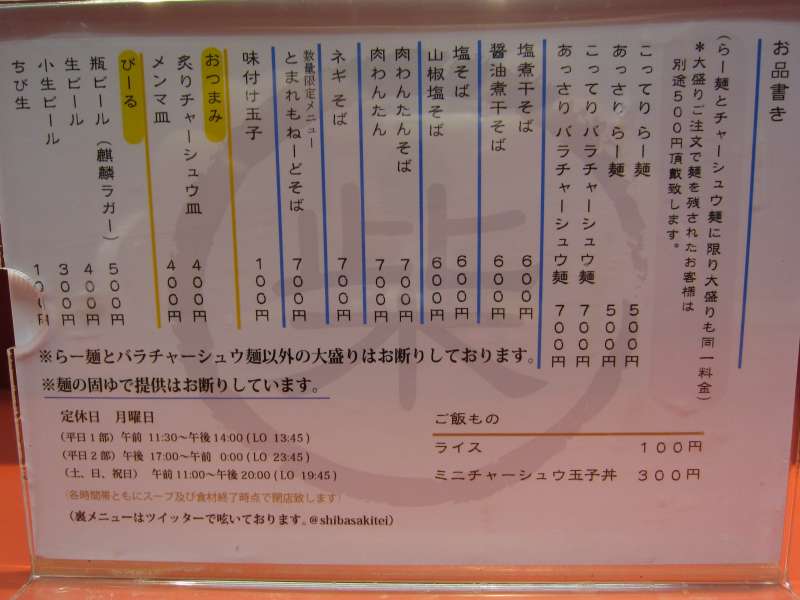 お品書き
（らー麺とチャーシュウ麺に限り大盛りも同一料金）
＊大盛りご注文で麺を残されたお客様は
別途５００円頂戴致します。
こってり らー麺 ５００円
あっさり らー麺 ５００円
こってり バラチャーシュウ麺 ７００円
あっさり バラチャーシュウ麺 ７００円
塩煮干そば ６００円
醤油煮干そば ６００円
塩そば ６００円
山椒塩そば ６００円
肉わんたんそば ７００円
肉わんたん ４００円
ネギ そば ７００円
数量限定メニュー
とまれもねーどそば ７００円
味付け玉子 １００円
おつまみ
炙りチャーシュウ皿 ４００円
メンマ皿 ４００円
びーる
瓶ビール（麒麟ラガー） ５００円
生ビール ４００円
小生ビール ３００円
ちび生 １００円
※らー麺とバラチャーシュウ麺以外の大盛りはお断りしております。
※麺の固ゆで提供はお断りしています。
定休日 月曜日
（平日１部）午前 11:30～午後14:00 ( LO 13:45 )
（平日２部）午後 17:00～午前 0:00 ( LO 23:45 )
（土、日、祝日） 午前11:00～午後20:00 ( LO 19:45 )
（各時間帯ともにスープ及び食材終了時点で閉店致します）
（裏メニューはツイッターで呟いております。@shibasakitei）
ご飯もの
ライス １００円
ミニチャーシュウ玉子丼 ３００円
柴